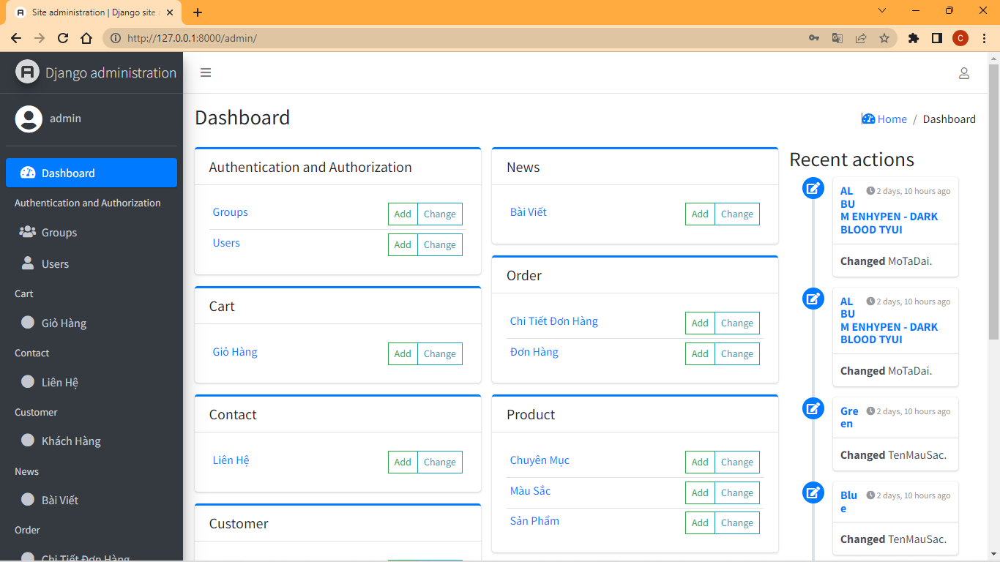 Site administration | Django site a
http://127.0.0.1:8000/admin/
C
Django administration
admin
Dashboard
Authentication and Authorization
Groups
Users
Cart
Giỏ Hàng
Contact
Liên Hệ
Customer
Khách Hàng
News
Bài Viết
Order
Chi Tiết Đơn Hàng
Dashboard
Home / Dashboard
Authentication and Authorization
Groups Add Change
Users Add Change
Cart
Giỏ Hàng Add Change
Contact
Liên Hệ Add Change
Customer
News
Bài Viết Add Change
Order
Chi Tiết Đơn Hàng Add Change
Đơn Hàng Add Change
Product
Chuyên Mục Add Change
Màu Sắc Add Change
Sản Phẩm Add Change
Recent actions
AL 2 days, 10 hours ago
BU
M ENHYPEN - DARK
BLOOD TYUI
Changed MoTaDai.
AL 2 days, 10 hours ago
BU
M ENHYPEN - DARK
BLOOD TYUI
Changed MoTaDai.
Gre 2 days, 10 hours ago
en
Changed TenMauSac.
Blu 2 days, 10 hours ago
e
Changed TenMauSac.